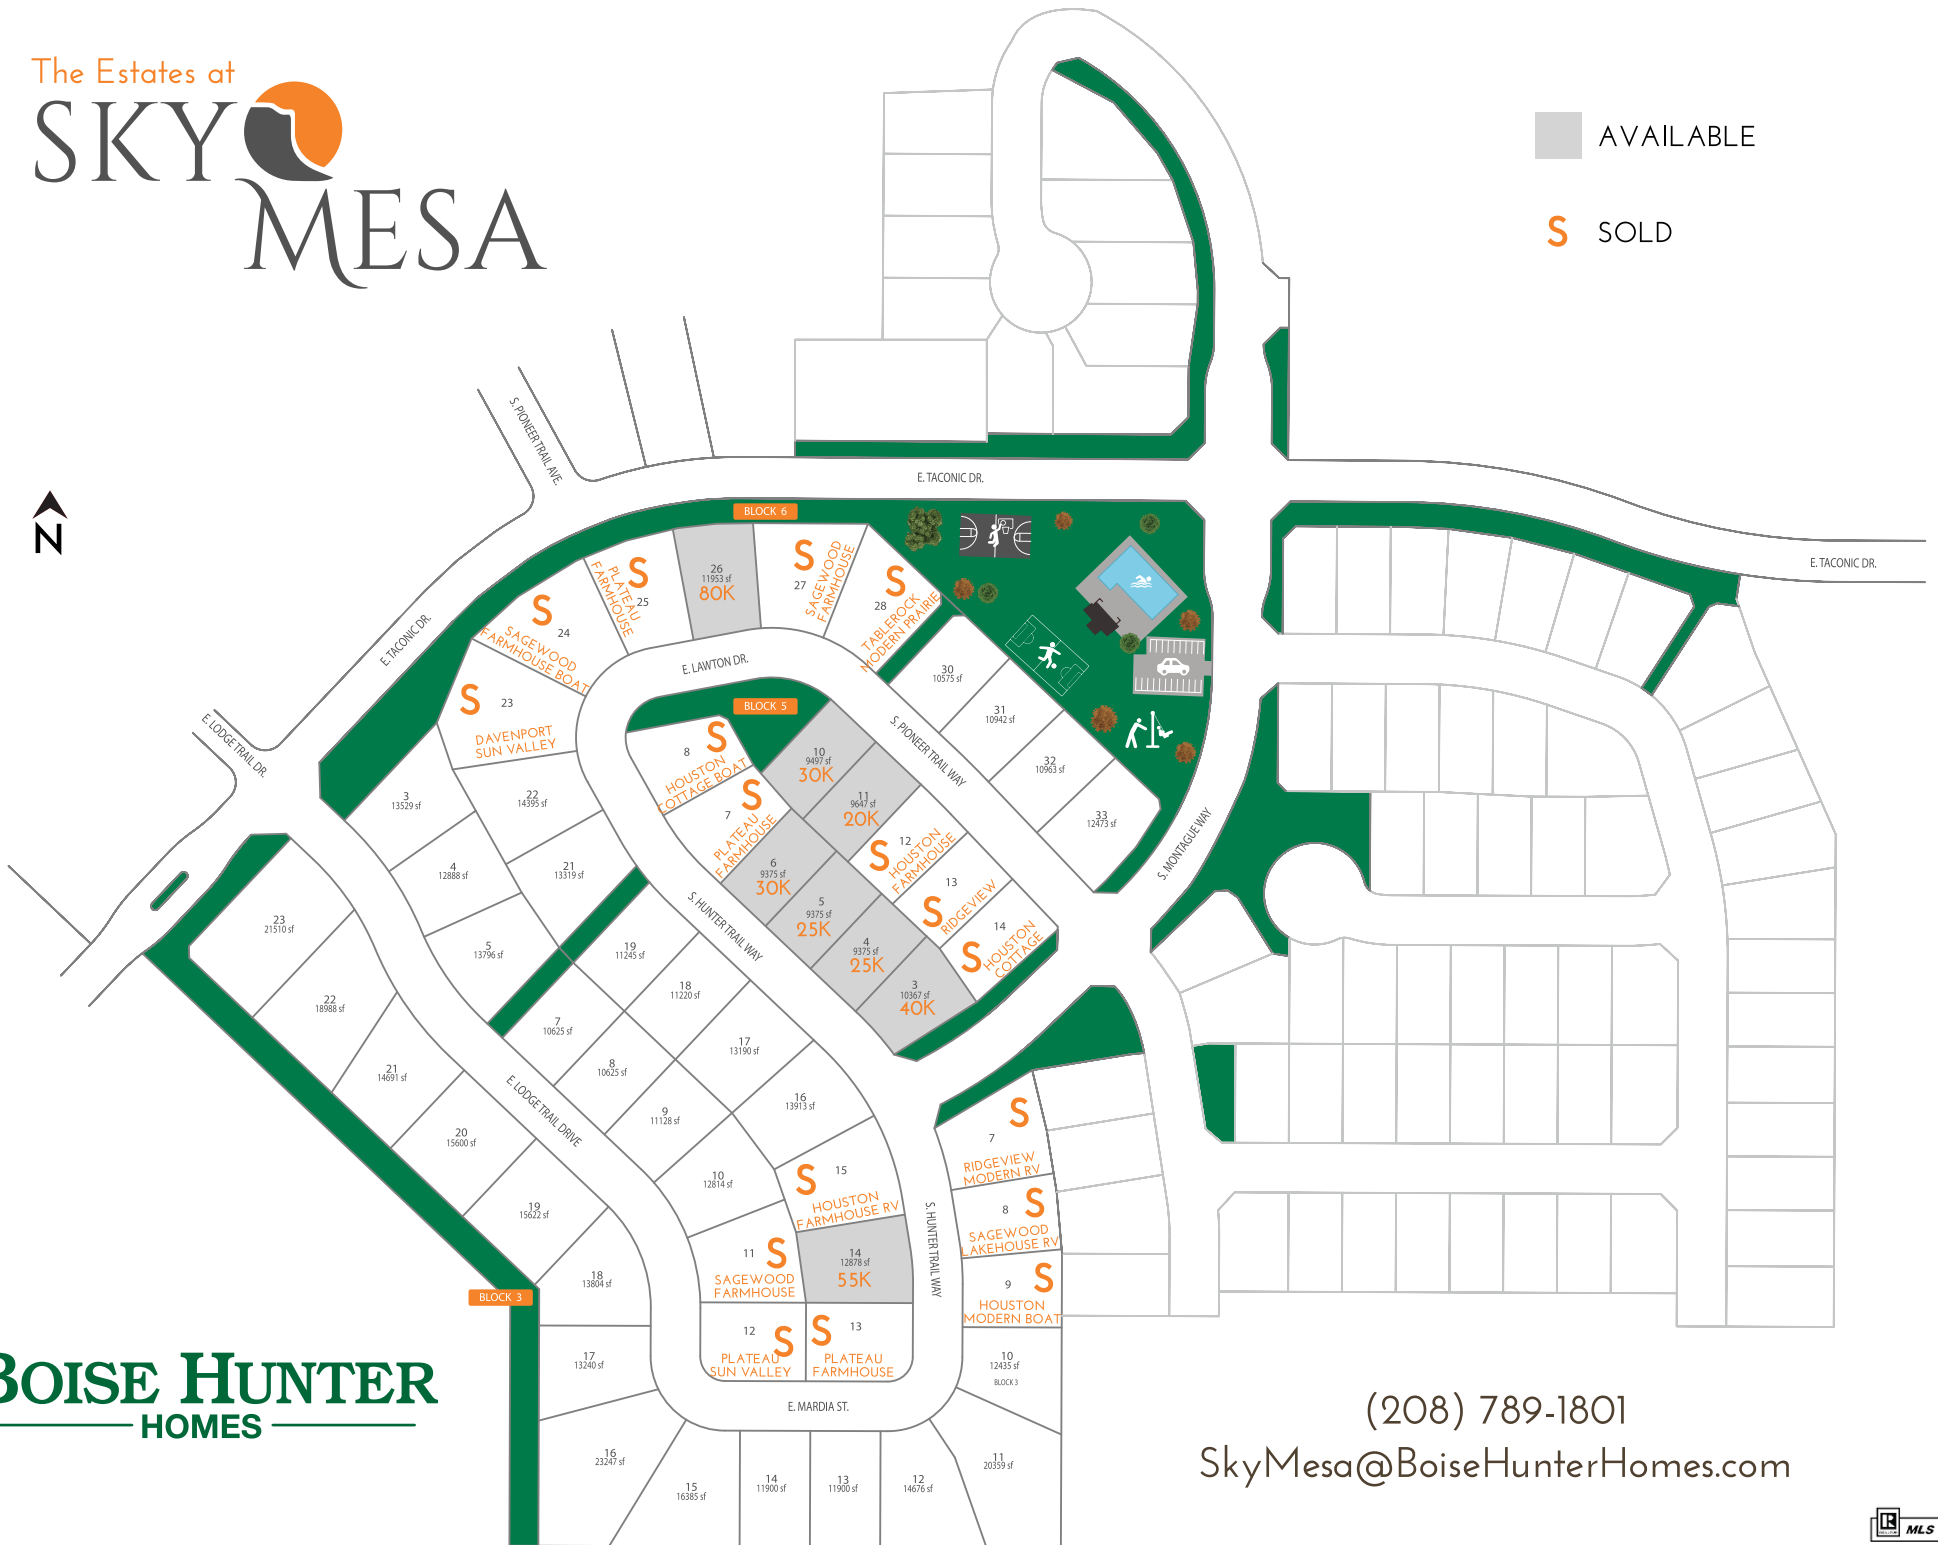 The Estates at
SKY
MESA
AVAILABLE
S SOLD
N
S. PIONEER TRAIL AVE.
E. TACONIC DR.
E. TACONIC DR.
E. TACONIC DR.
E. LODGE TRAIL DR.
BLOCK 6
26
11953 sf
80K
S
27
SAGEWOOD
FARMHOUSE
S
25
PLATEAU
FARMHOUSE
S
28
TABLEROCK
MODERN PRAIRIE
S
24
SAGEWOOD
FARMHOUSE BOAT
S
23
DAVENPORT
SUN VALLEY
E. LAWTON DR.
30
10575 sf
31
10942 sf
32
10963 sf
33
12473 sf
S. PIONEER TRAIL WAY
S. MONTAGUE WAY
BLOCK 5
S
8
HOUSTON
COTTAGE BOAT
S
7
PLATEAU
FARMHOUSE
10
9497 sf
30K
11
9647 sf
20K
6
9375 sf
30K
5
9375 sf
25K
4
9375 sf
25K
3
10367 sf
40K
12
S
HOUSTON
FARMHOUSE
13
S
RIDGEVIEW
14
S
HOUSTON
COTTAGE
S. HUNTER TRAIL WAY
3
13529 sf
22
14395 sf
4
12888 sf
21
13319 sf
5
13796 sf
19
11245 sf
18
11220 sf
7
10625 sf
8
10625 sf
17
13190 sf
9
11128 sf
16
13913 sf
10
12814 sf
15
S
HOUSTON
FARMHOUSE RV
11
S
SAGEWOOD
FARMHOUSE
14
12878 sf
55K
12
S
PLATEAU
SUN VALLEY
S
13
PLATEAU
FARMHOUSE
E. LODGE TRAIL DRIVE
S. HUNTER TRAIL WAY
E. MARDIA ST.
S
7
RIDGEVIEW
MODERN RV
8
S
SAGEWOOD
LAKEHOUSE RV
9
S
HOUSTON
MODERN BOAT
10
12435 sf
BLOCK 3
11
20359 sf
12
14676 sf
13
11900 sf
14
11900 sf
15
16385 sf
16
23247 sf
17
13240 sf
18
13804 sf
BLOCK 3
19
15622 sf
20
15600 sf
21
14691 sf
22
18988 sf
23
21510 sf
BOISE HUNTER
HOMES
(208) 789-1801
SkyMesa@BoiseHunterHomes.com
R MLS